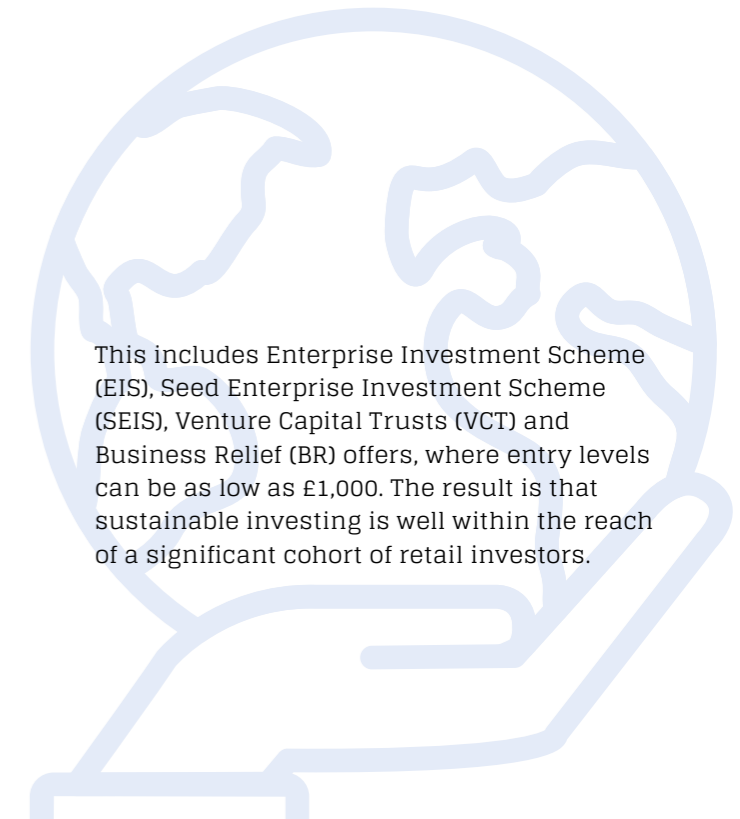 This includes Enterprise Investment Scheme
(EIS), Seed Enterprise Investment Scheme
(SEIS), Venture Capital Trusts (VCT) and
Business Relief (BR) offers, where entry levels
can be as low as £1,000. The result is that
sustainable investing is well within the reach
of a significant cohort of retail investors.